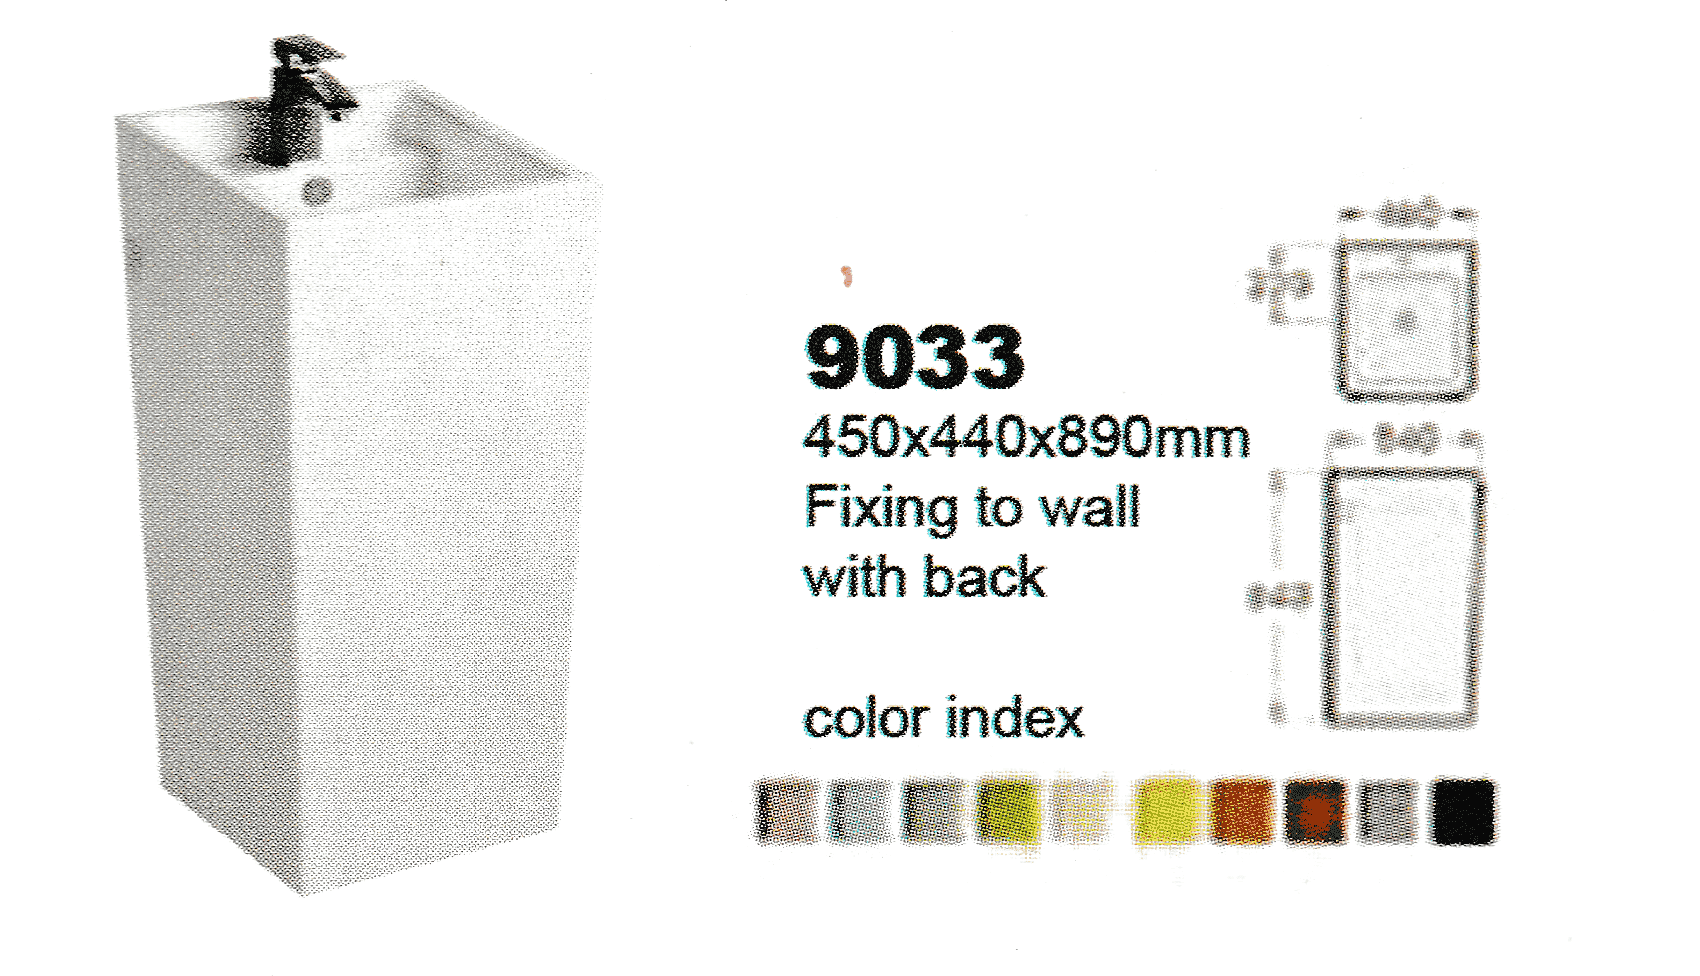 9033
450x440x890mm
Fixing to wall
with back
color index